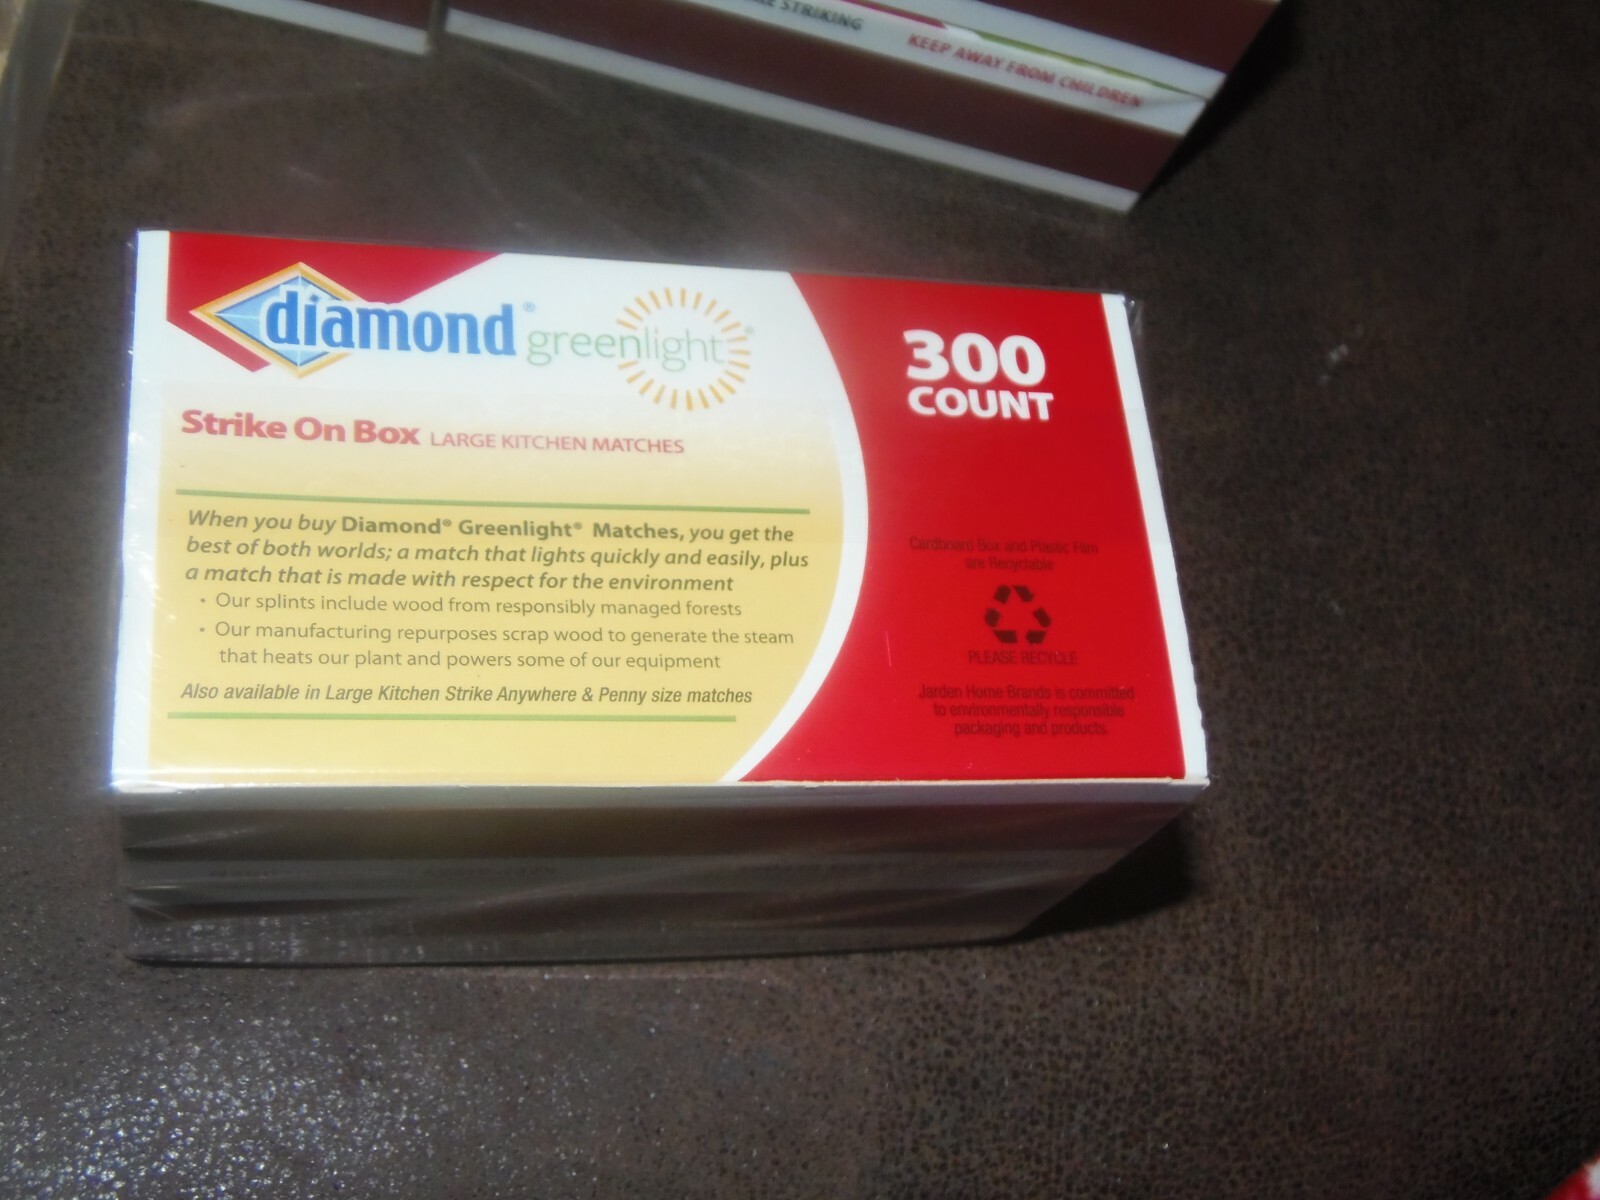 STRIKING
KEEP AWAY FROM CHILDREN
diamond® greenlight®
300
COUNT
Strike On Box LARGE KITCHEN MATCHES
When you buy Diamond® Greenlight® Matches, you get the
best of both worlds; a match that lights quickly and easily, plus
a match that is made with respect for the environment
• Our splints include wood from responsibly managed forests
• Our manufacturing repurposes scrap wood to generate the steam
that heats our plant and powers some of our equipment
Also available in Large Kitchen Strike Anywhere & Penny size matches
Cardboard Box and Plastic Film
are Recyclable
PLEASE RECYCLE
Jarden Home Brands is committed
to environmentally responsible
packaging and products.